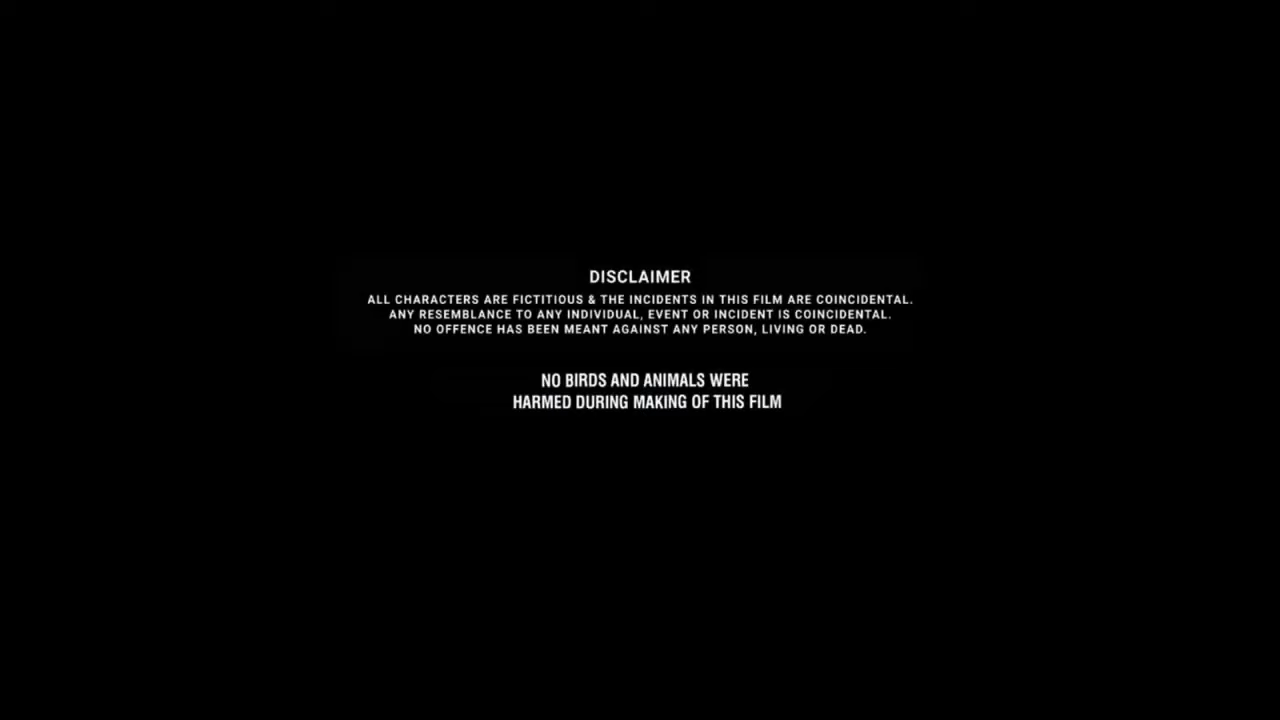 DISCLAIMER
ALL CHARACTERS ARE FICTITIOUS & THE INCIDENTS IN THIS FILM ARE COINCIDENTAL.
ANY RESEMBLANCE TO ANY INDIVIDUAL, EVENT OR INCIDENT IS COINCIDENTAL.
NO OFFENCE HAS BEEN MEANT AGAINST ANY PERSON, LIVING OR DEAD.
NO BIRDS AND ANIMALS WERE
HARMED DURING MAKING OF THIS FILM